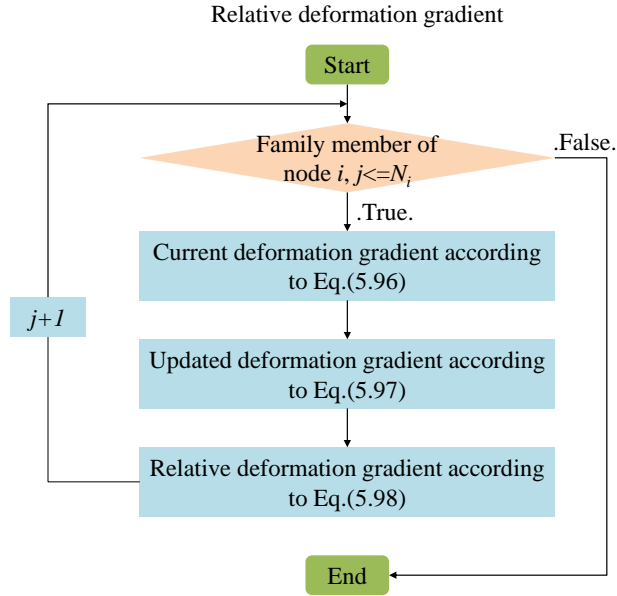 Relative deformation gradient
Start
Family member of
node i, j<=Nᵢ
.False.
.True.
Current deformation gradient according
to Eq.(5.96)
j+1
Updated deformation gradient according
to Eq.(5.97)
Relative deformation gradient according
to Eq.(5.98)
End